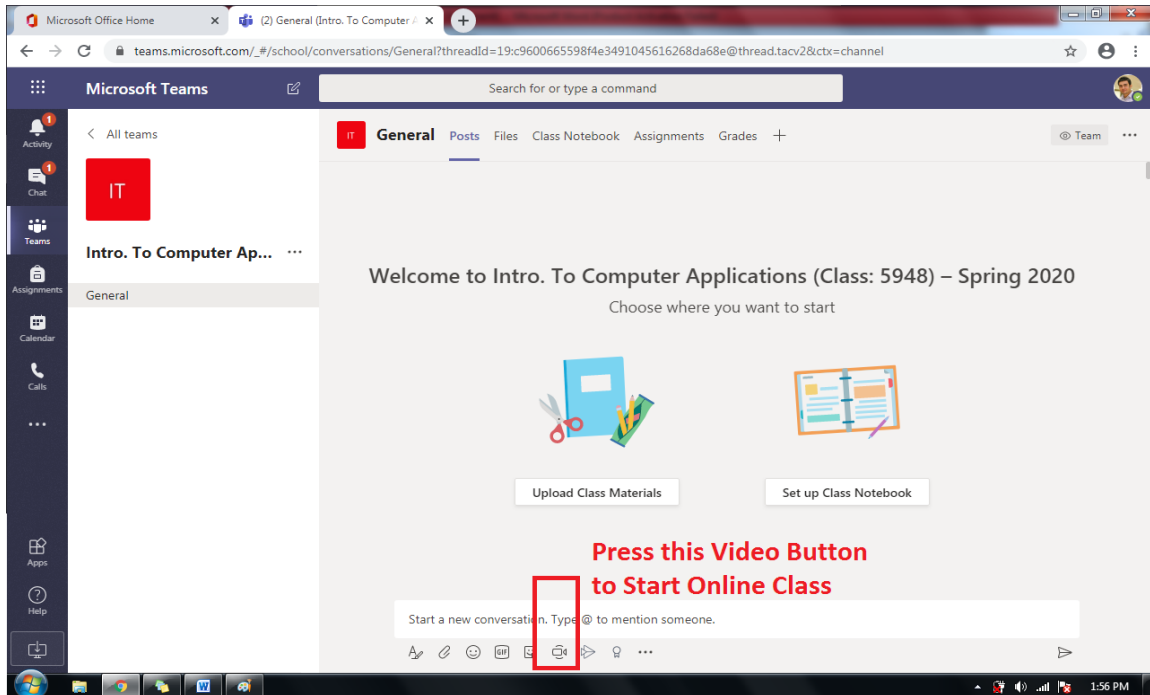 Microsoft Office Home
(2) General (Intro. To Computer A
teams.microsoft.com/_#/school/conversations/General?threadId=19:c9600665598f4e3491045616268da68e@thread.tacv2&ctx=channel
Microsoft Teams
Search for or type a command
Activity
1
Chat
1
Teams
Assignments
Calendar
Calls
Apps
Help
All teams
IT
Intro. To Computer Ap...
General
IT
General Posts Files Class Notebook Assignments Grades
Team
Welcome to Intro. To Computer Applications (Class: 5948) – Spring 2020
Choose where you want to start
Upload Class Materials
Set up Class Notebook
Press this Video Button
to Start Online Class
Start a new conversation. Type @ to mention someone.
GIF
1:56 PM